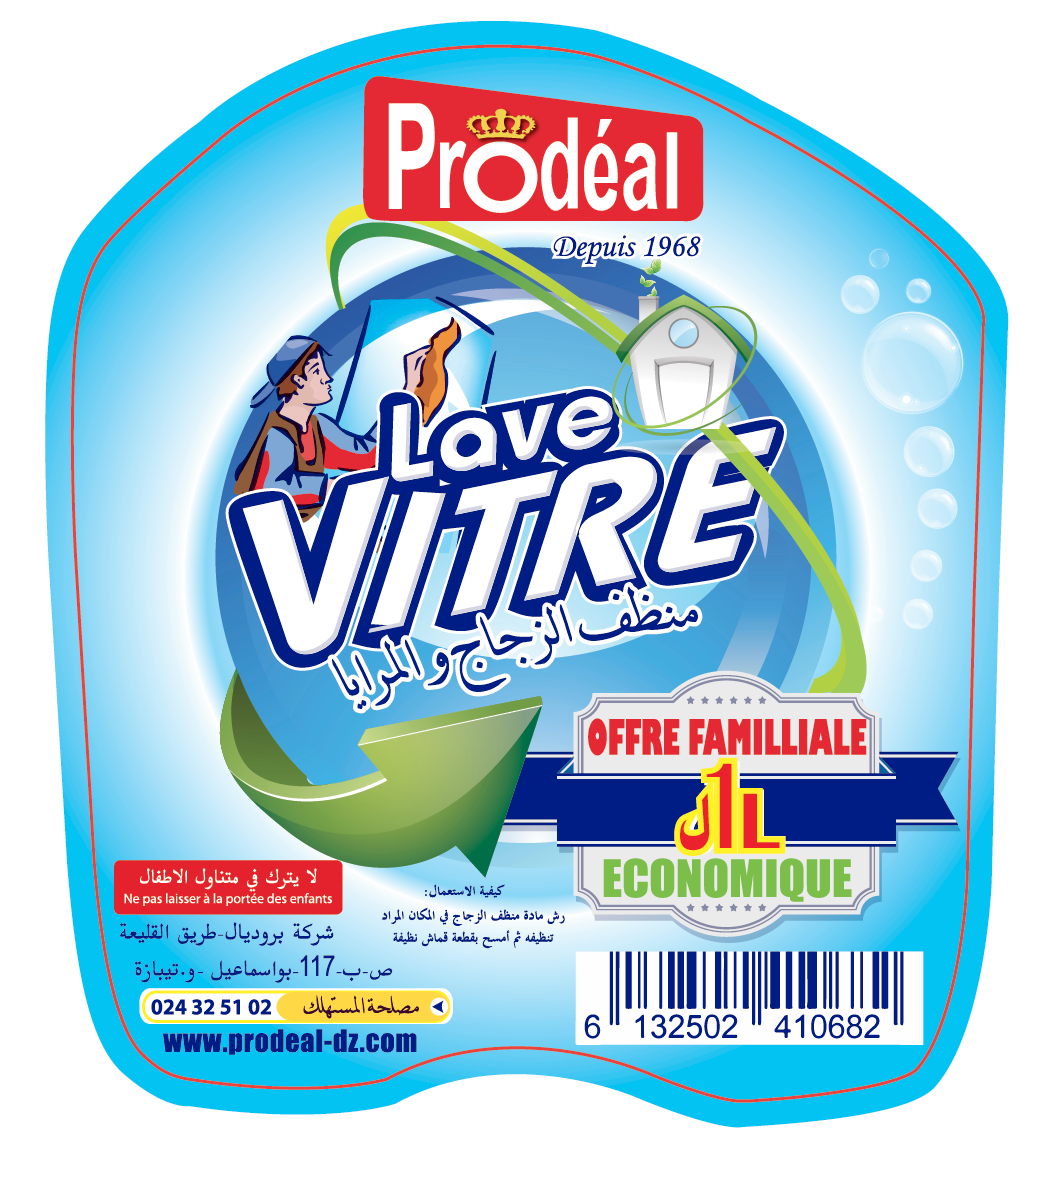 Prodéal
Depuis 1968
Lave
VITRE
منظف الزجاج و المرايا
OFFRE FAMILLIALE
1L ل
ECONOMIQUE
لا يترك في متناول الاطفال
Ne pas laisser à la portée des enfants
شركة بروديال-طريق القليعة
ص-ب-117-بواسماعيل -و.تيبازة
024 32 51 02 مصلحة المستهلك
www.prodeal-dz.com
كيفية الاستعمال:
رش مادة منظف الزجاج في المكان المراد
تنظيفه ثم أمسح بقطعة قماش نظيفة
6 132502 410682